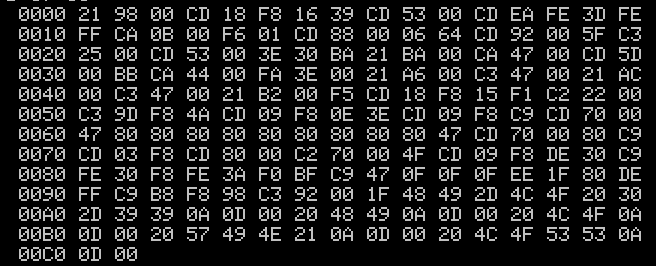 0000 21 98 00 CD 18 F8 16 39 CD 53 00 CD EA FE 3D FE
0010 FF CA 0B 00 F6 01 CD 88 00 06 64 CD 92 00 5F C3
0020 25 00 CD 53 00 3E 30 BA 21 BA 00 CA 47 00 CD 5D
0030 00 BB CA 44 00 FA 3E 00 21 A6 00 C3 47 00 21 AC
0040 00 C3 47 00 21 B2 00 F5 CD 18 F8 15 F1 C2 22 00
0050 C3 9D F8 4A CD 09 F8 0E 3E CD 09 F8 C9 CD 70 00
0060 47 80 80 80 80 80 80 80 80 80 47 CD 70 00 80 C9
0070 CD 03 F8 CD 80 00 C2 70 00 4F CD 09 F8 DE 30 C9
0080 FE 30 F8 FE 3A F0 BF C9 47 0F 0F 0F EE 1F 80 DE
0090 FF C9 B8 F8 98 C3 92 00 1F 48 49 2D 4C 4F 20 30
00A0 2D 39 39 0A 0D 00 20 48 49 0A 0D 00 20 4C 4F 0A
00B0 0D 00 20 57 49 4E 21 0A 0D 00 20 4C 4F 53 53 0A
00C0 0D 00